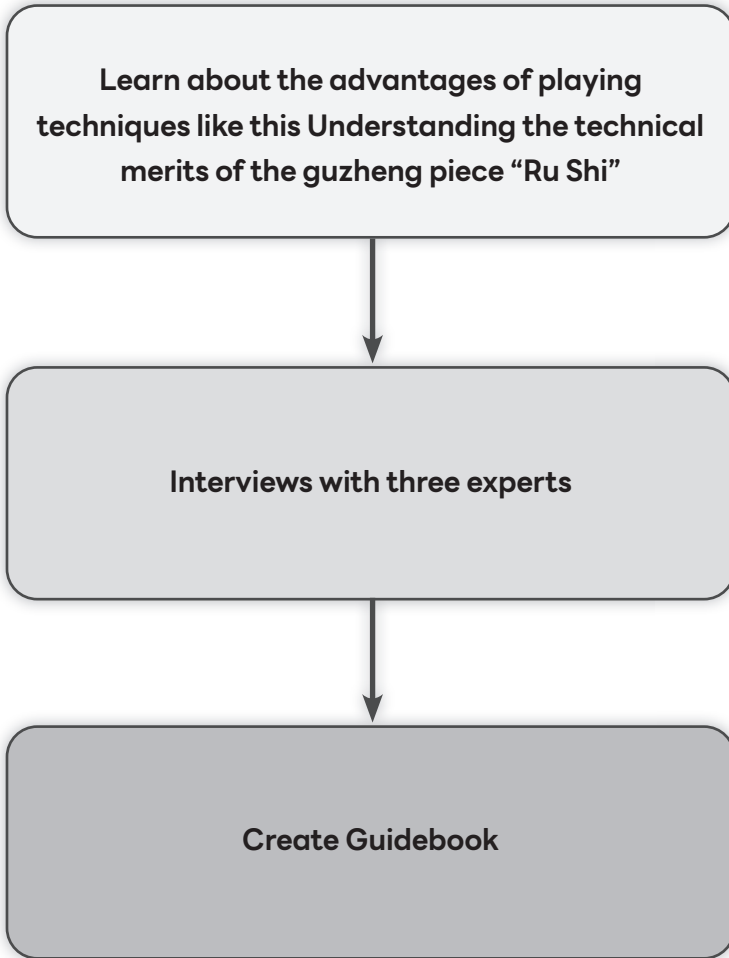 Learn about the advantages of playing
techniques like this Understanding the technical
merits of the guzheng piece “Ru Shi”
Interviews with three experts
Create Guidebook